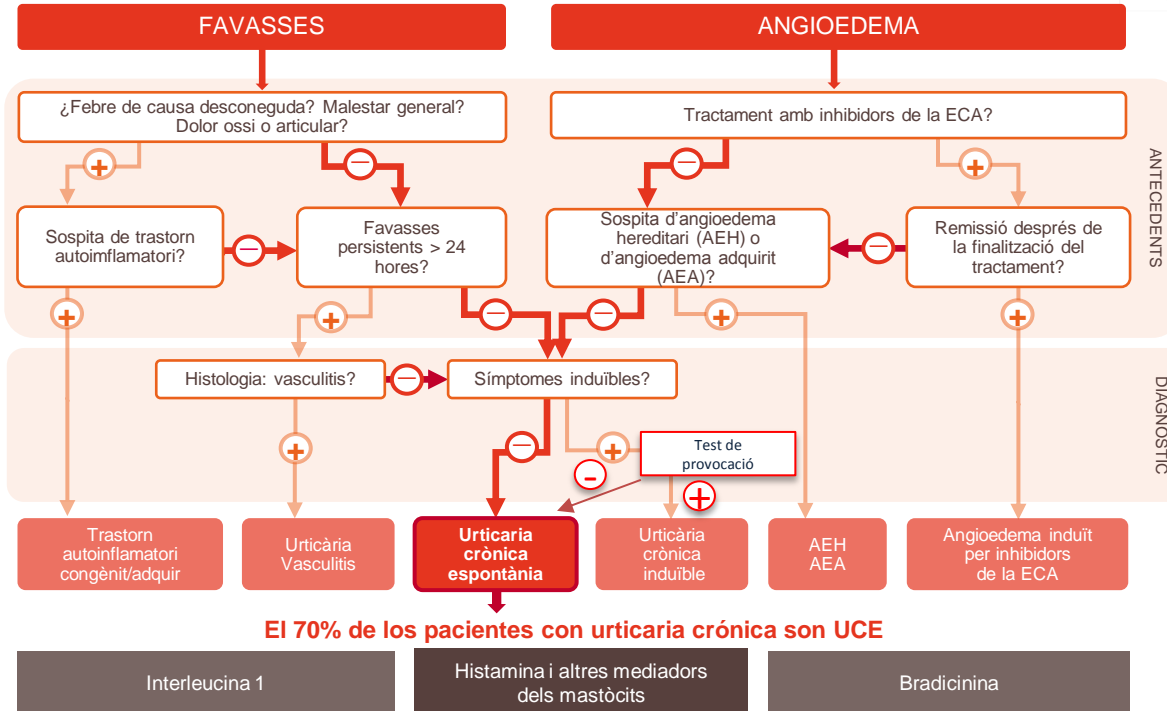 FAVASSES
ANGIOEDEMA
¿Febre de causa desconeguda? Malestar general?
Dolor ossi o articular?
Tractament amb inhibidors de la ECA?
ANTECEDENTS
+
−
−
+
Sospita de trastorn
autoinflamatori?
−
Favasses
persistents > 24
hores?
Sospita d'angioedema
hereditari (AEH) o
d'angioedema adquirit
(AEA)?
−
Remissió després de
la finalització del
tractament?
+
+
−
−
+
+
Histologia: vasculitis?
−
Símptomes induïbles?
DIAGNOSTIC
+
−
+
Test de
provocació
-
+
Trastorn
autoinflamatori
congènit/adquir
Urticària
Vasculitis
Urticaria
crònica
espontània
Urticària
crònica
induïble
AEH
AEA
Angioedema induït
per inhibidors
de la ECA
El 70% de los pacientes con urticaria crónica son UCE
Interleucina 1
Histamina i altres mediadors
dels mastòcits
Bradicinina